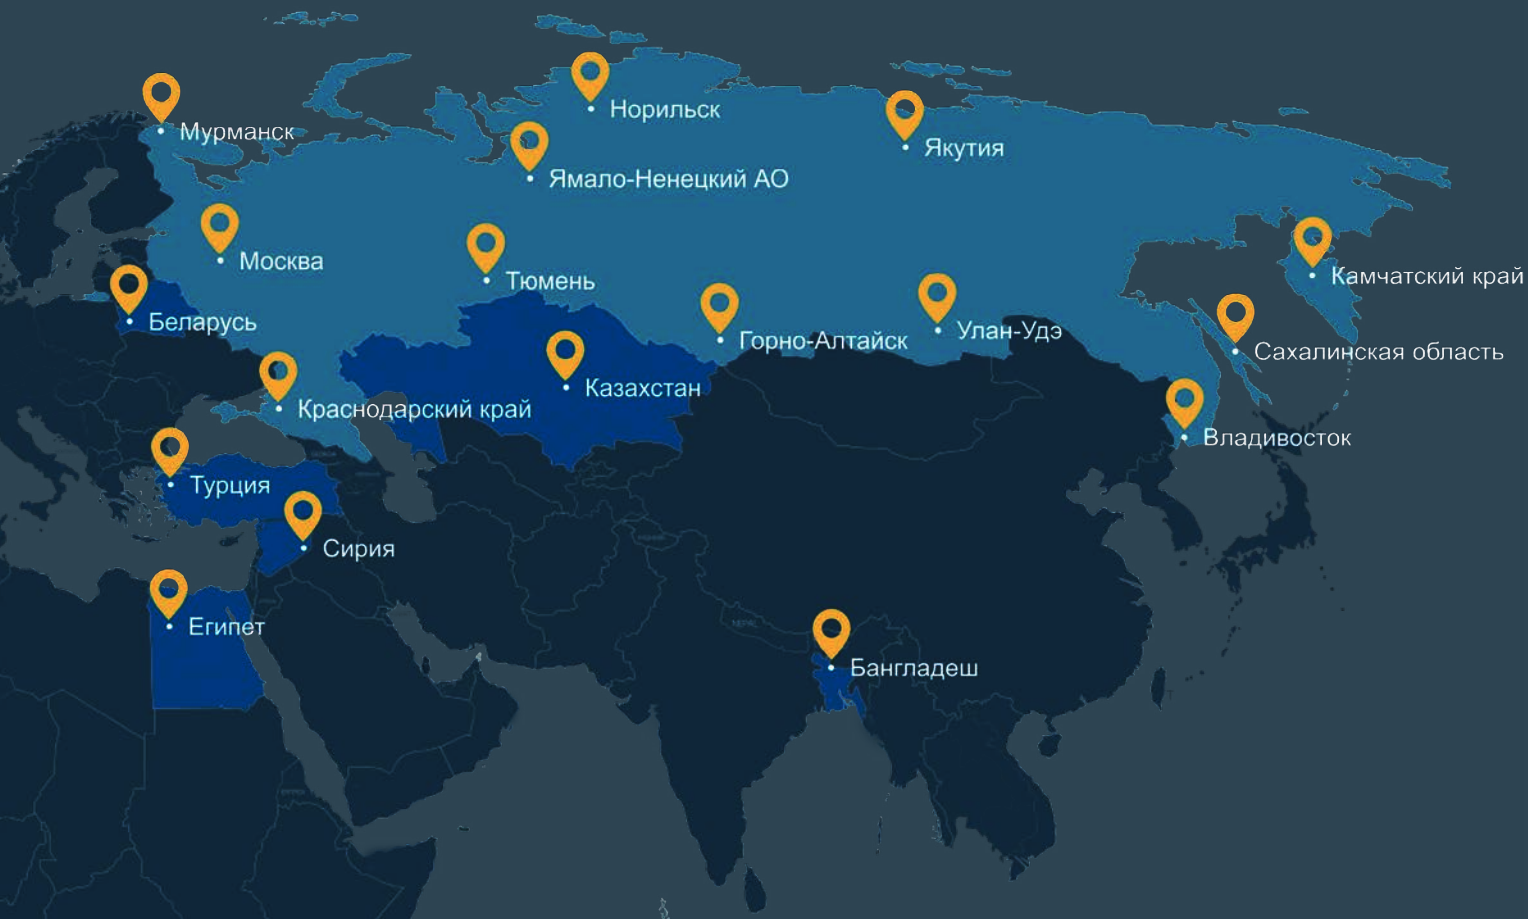 Норильск
Мурманск
Якутия
Ямало-Ненецкий АО
Москва
Тюмень
Камчатский край
Беларусь
Улан-Удэ
Горно-Алтайск
Сахалинская область
Казахстан
Краснодарский край
Владивосток
Турция
Сирия
NEPAL
Египет
Бангладеш